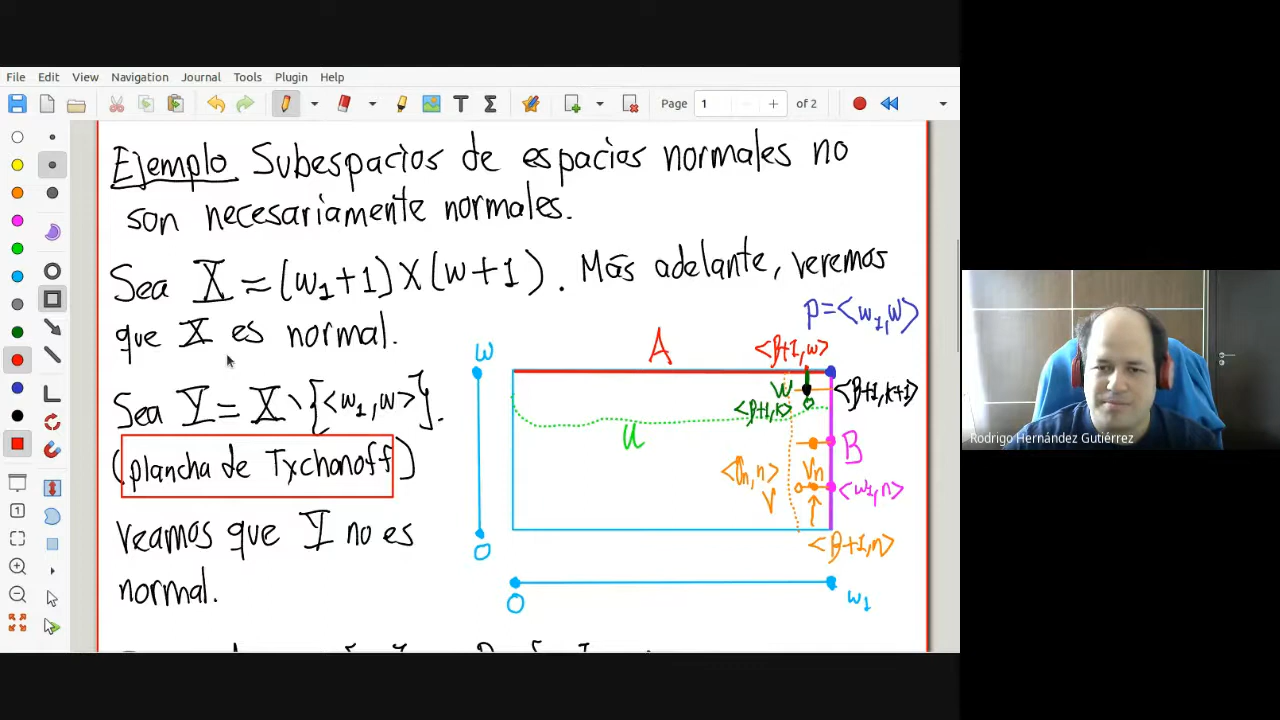 File Edit View Navigation Journal Tools Plugin Help
Page 1 of 2
Ejemplo Subespacios de espacios normales no
son necesariamente normales.
Sea X = (ω₁+1)×(ω+1). Más adelante, veremos
que X es normal.
Sea Y = X \ {<ω₁,ω>}.
(plancha de Tychonoff)
veamos que Y no es
normal.
p=<ω₁,ω>
A
<β+1,ω>
ω
W
<β+1,k>
<β+1,k+1>
U
B
<βn,n>
Vn
V
<ω₁,n>
<β+1,n>
0
0
ω₁
Rodrigo Hernández Gutiérrez